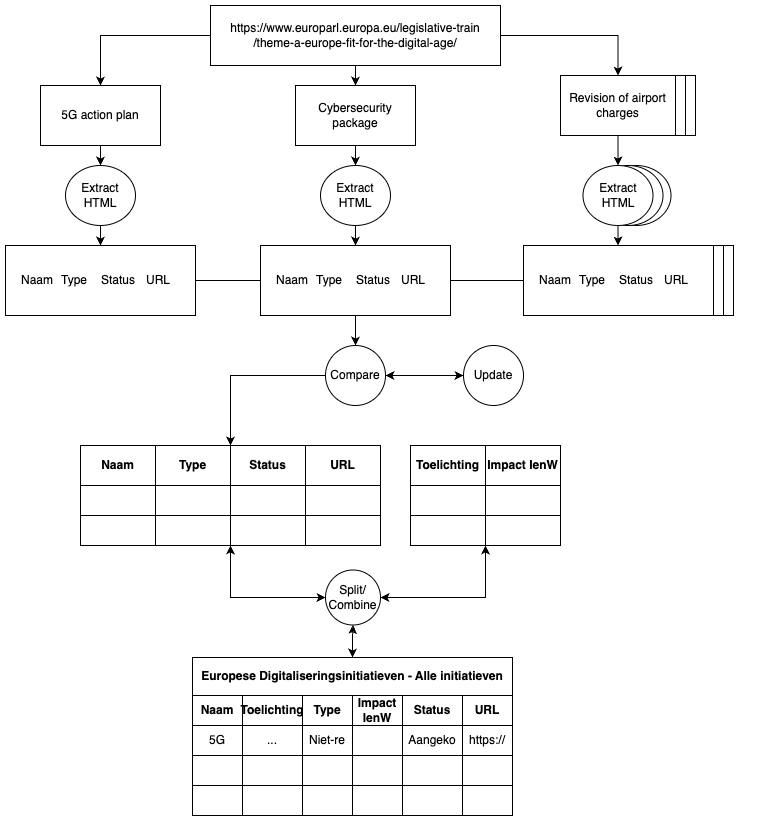 https://www.europarl.europa.eu/legislative-train
/theme-a-europe-fit-for-the-digital-age/
5G action plan
Cybersecurity
package
Revision of airport
charges
Extract
HTML
Extract
HTML
Extract
HTML
Naam Type Status URL
Naam Type Status URL
Naam Type Status URL
Compare
Update
Naam Type Status URL
Toelichting Impact IenW
Split/
Combine
Europese Digitaliseringsinitiatieven - Alle initiatieven
Naam Toelichting Type Impact IenW Status URL
5G ... Niet-re Aangeko https://